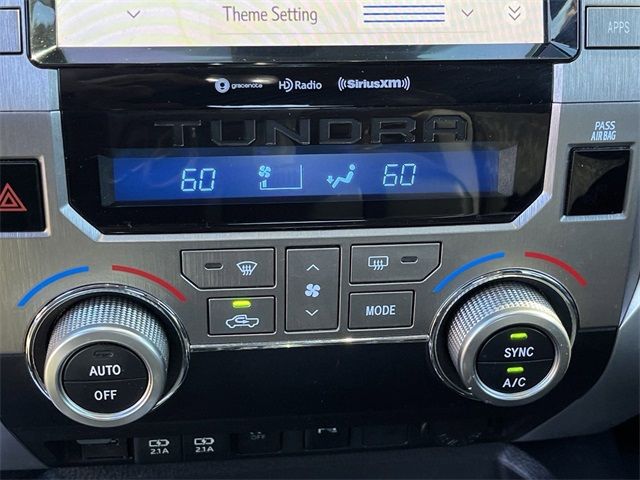 Theme Setting
APPS
gracenote HD Radio ((SiriusXM))
TUNDRA
PASS
AIR BAG
60 60
MODE
AUTO
OFF
SYNC
A/C
2.1A 2.1A
OFF